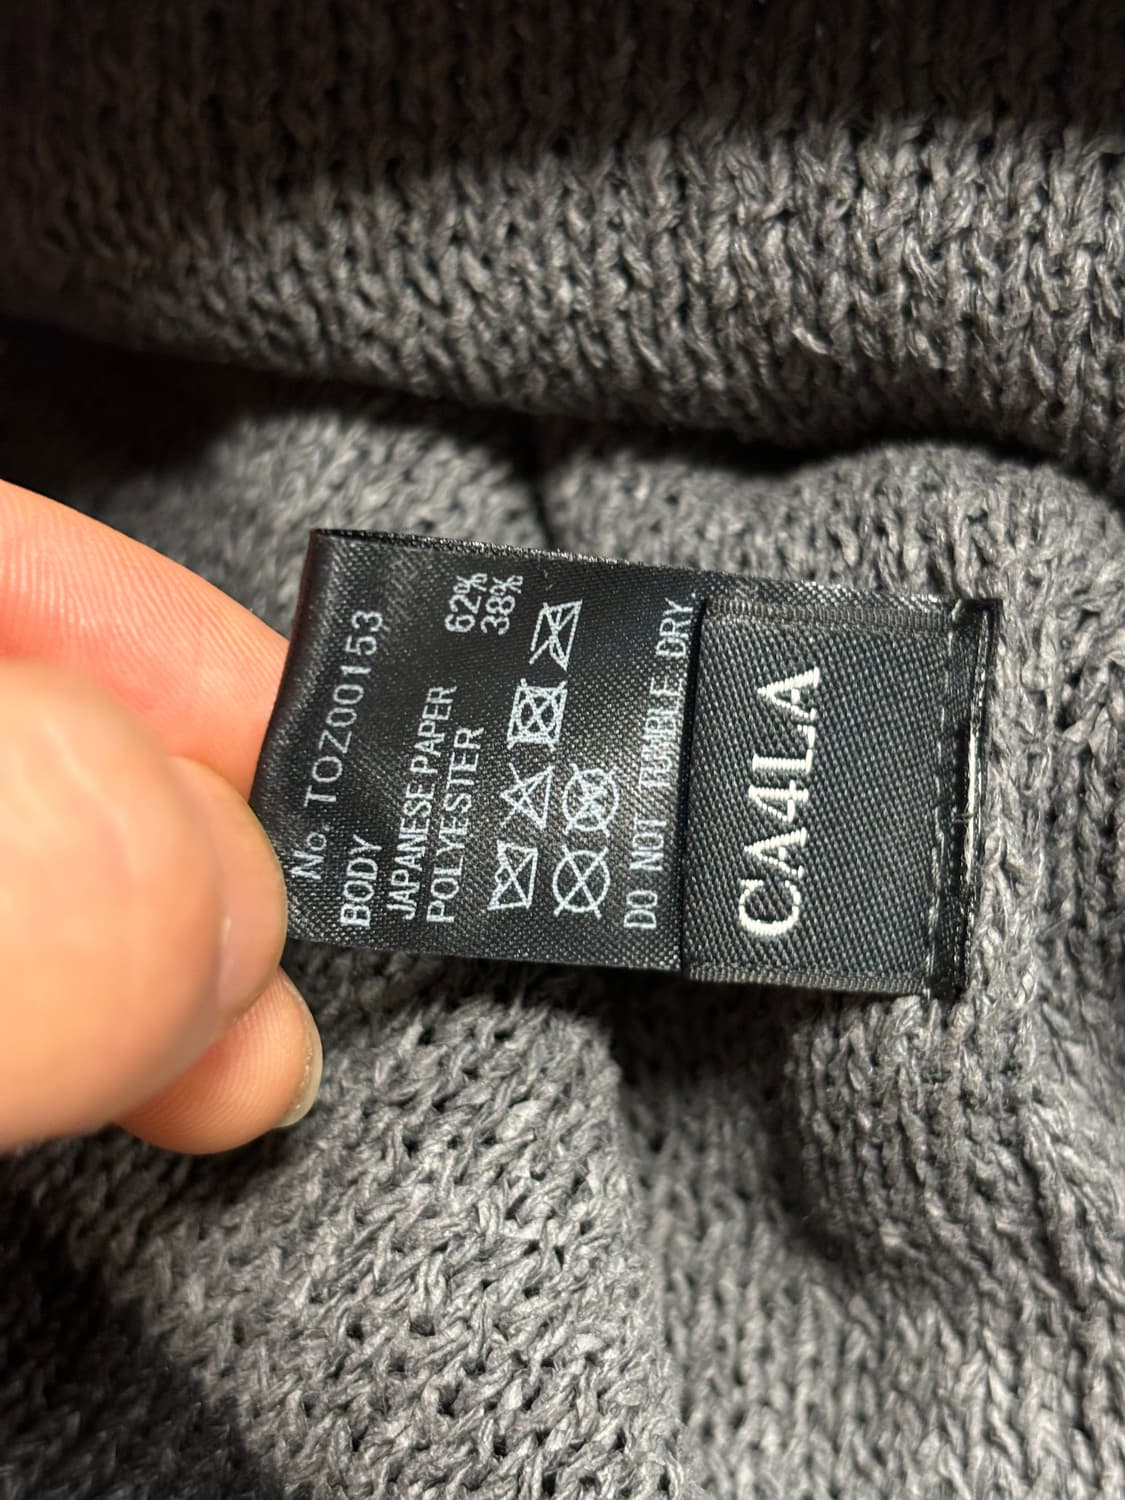 No. TOZ00153
BODY
JAPANESE PAPER 62%
POLYESTER 38%
DO NOT TUMBLE DRY.
CA4LA